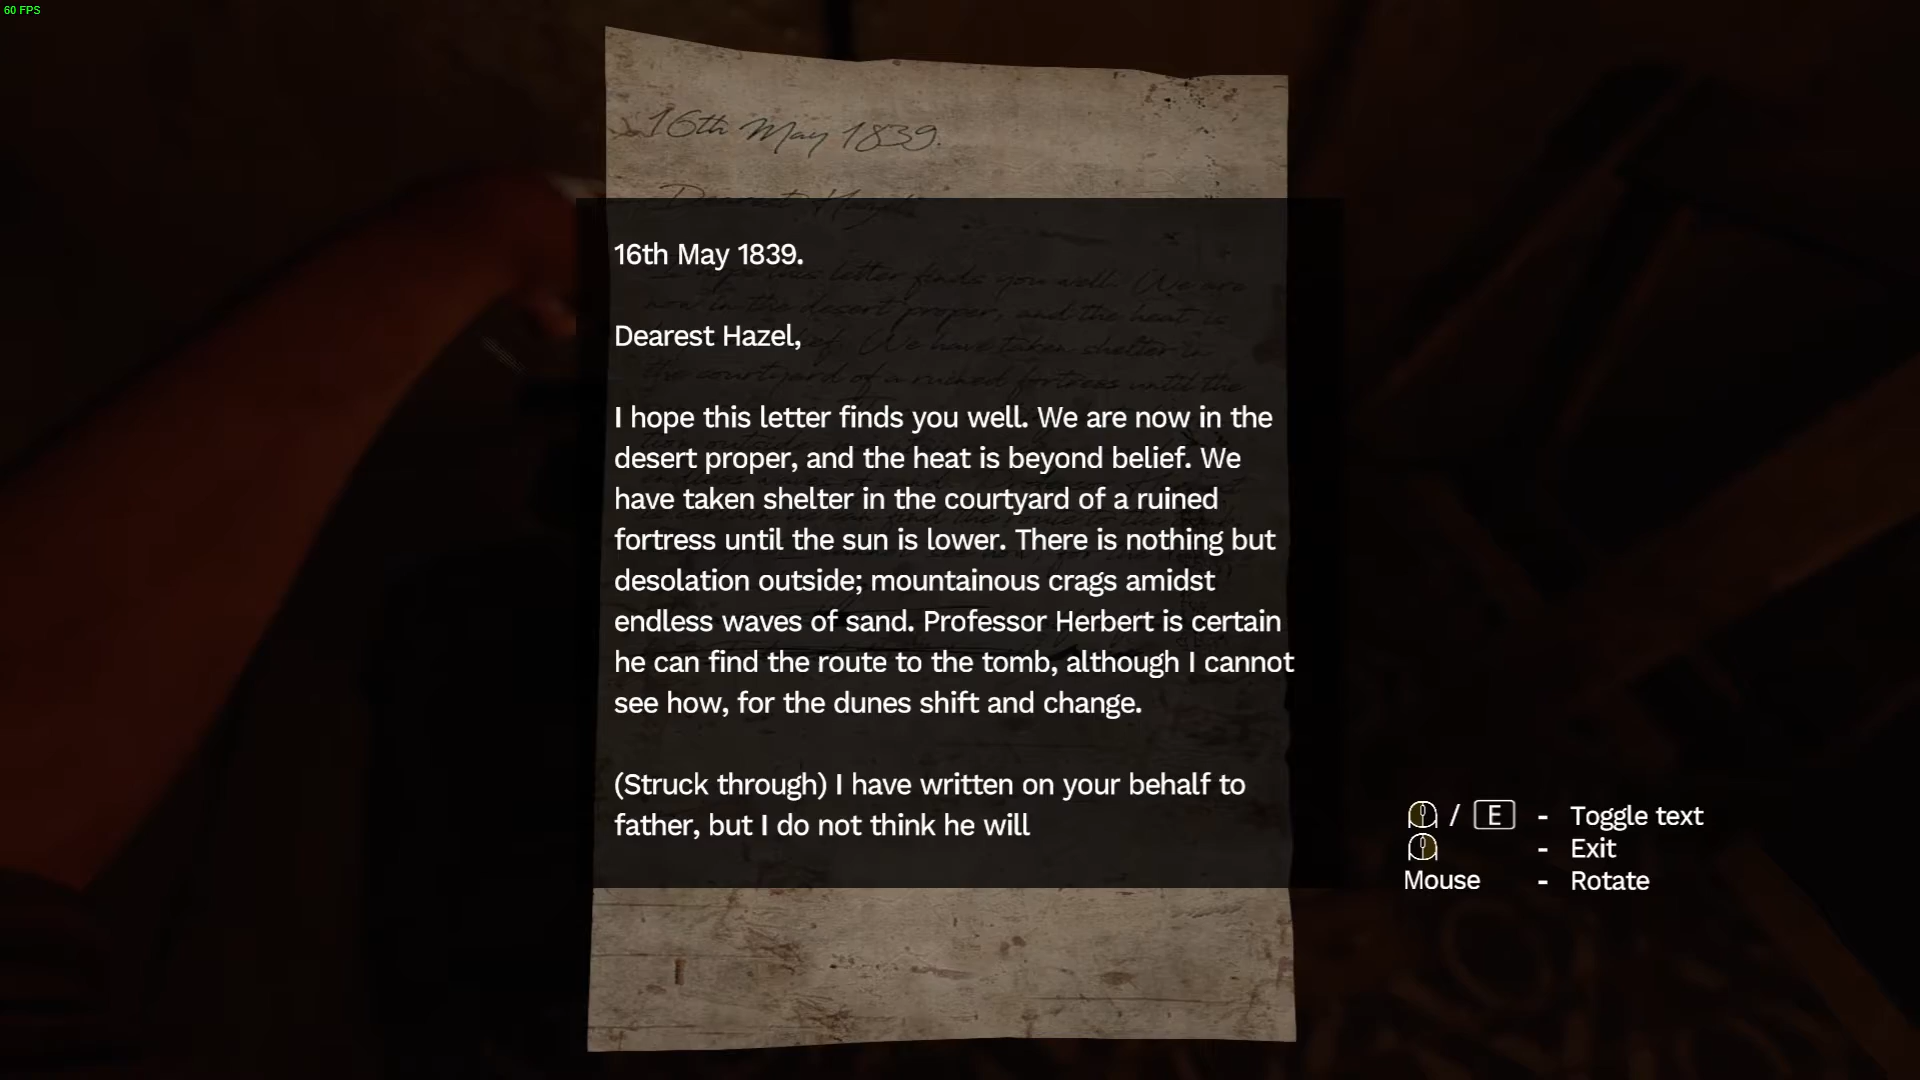 60 FPS
16th May 1839.
16th May 1839.
Dearest Hazel,
I hope this letter finds you well. We are now in the
desert proper, and the heat is beyond belief. We
have taken shelter in the courtyard of a ruined
fortress until the sun is lower. There is nothing but
desolation outside; mountainous crags amidst
endless waves of sand. Professor Herbert is certain
he can find the route to the tomb, although I cannot
see how, for the dunes shift and change.
(Struck through) I have written on your behalf to
father, but I do not think he will
/ E - Toggle text
- Exit
Mouse - Rotate